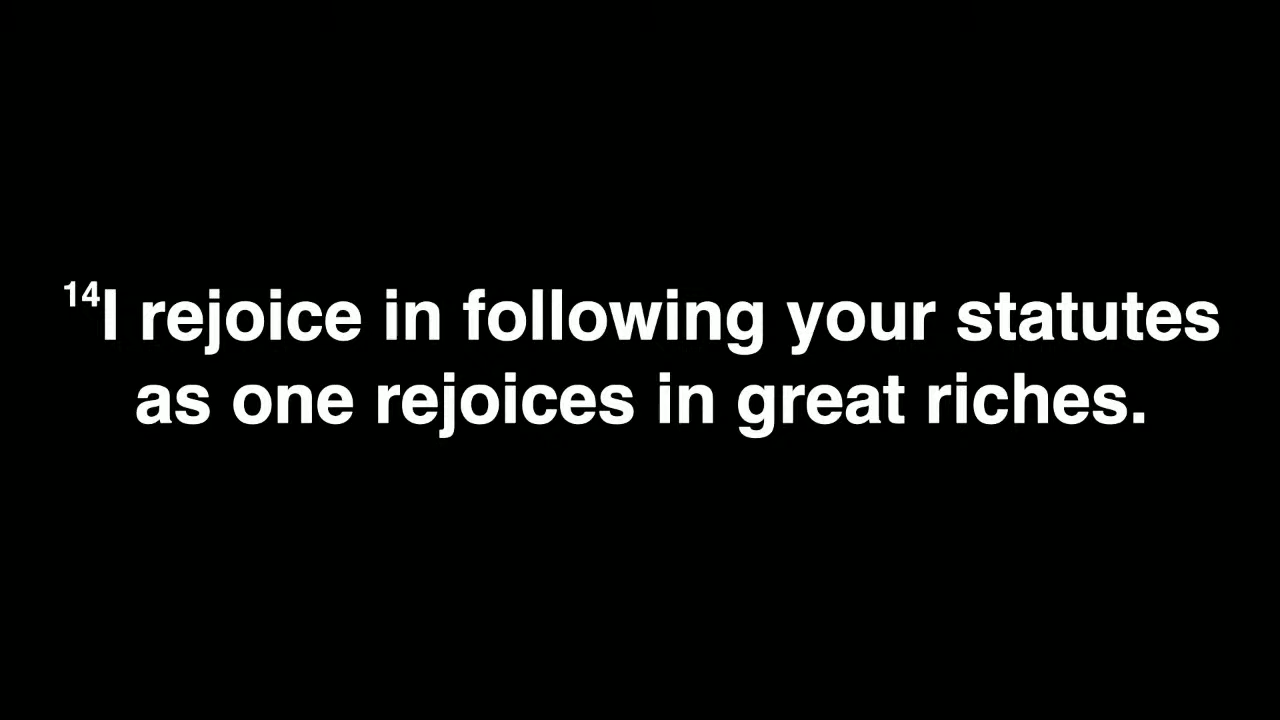 14I rejoice in following your statutes
as one rejoices in great riches.